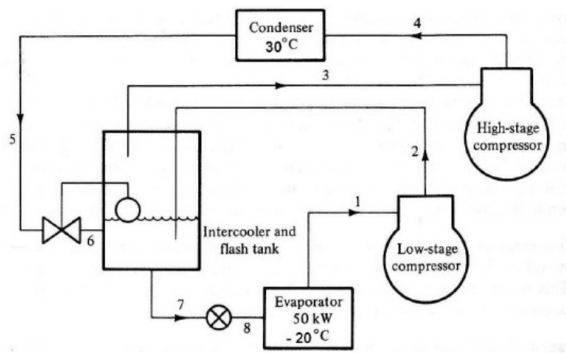 Condenser
30°C
4
3
High-stage
compressor
5
2
1
6
Intercooler and
flash tank
Low-stage
compressor
7
8
Evaporator
50 kW
- 20°C